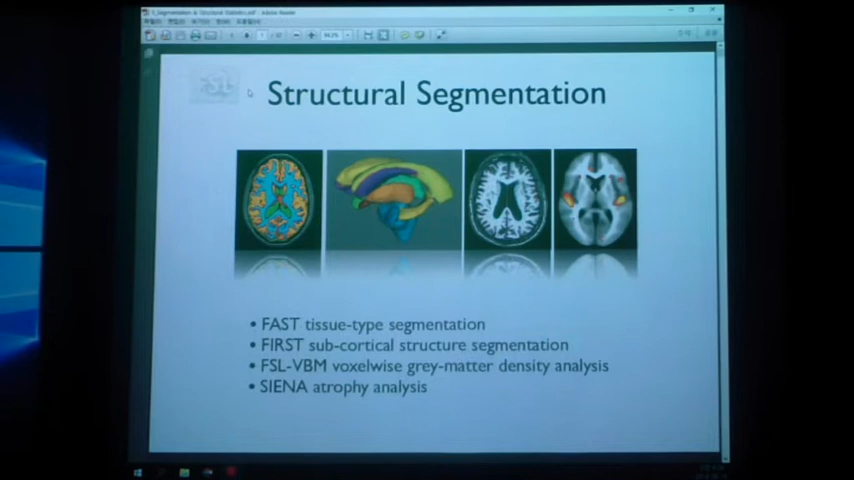 FSL
Structural Segmentation
• FAST tissue-type segmentation
• FIRST sub-cortical structure segmentation
• FSL-VBM voxelwise grey-matter density analysis
• SIENA atrophy analysis